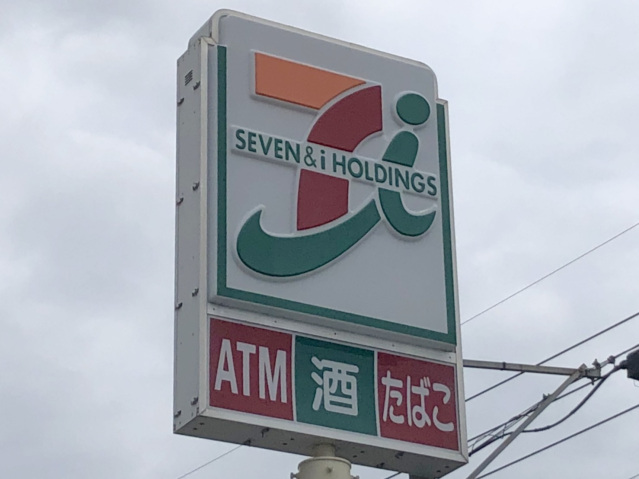 SEVEN & i HOLDINGS
ATM 酒 たばこ